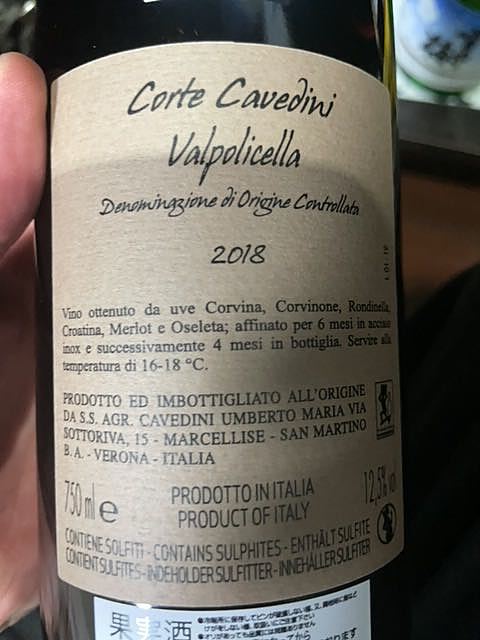 Corte Cavedini
Valpolicella
Denominazione di Origine Controllata
2018
Vino ottenuto da uve Corvina, Corvinone, Rondinella,
Croatina, Merlot e Oseleta; affinato per 6 mesi in acciaio
inox e successivamente 4 mesi in bottiglia. Servire alla
temperatura di 16-18 °C.
PRODOTTO ED IMBOTTIGLIATO ALL'ORIGINE
DA S.S. AGR. CAVEDINI UMBERTO MARIA VIA
SOTTORIVA, 15 - MARCELLISE - SAN MARTINO
B. A. - VERONA - ITALIA
750 ml e PRODOTTO IN ITALIA 12,5% vol
PRODUCT OF ITALY
CONTIENE SOLFITI - CONTAINS SULPHITES - ENTHÄLT SULFITE
CONTIENT SULFITES - INDEHOLDER SULFITTER - INNEHÅLLER SULFITER
果実酒